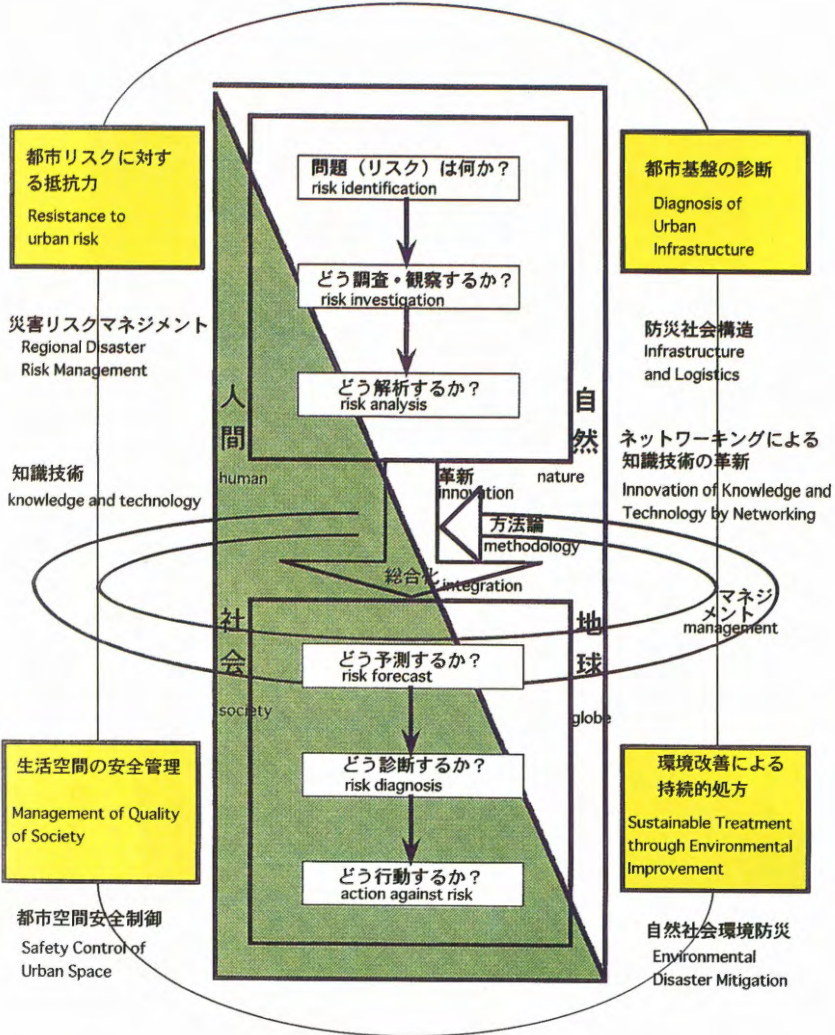 都市リスクに対す
る抵抗力
Resistance to
urban risk
災害リスクマネジメント
Regional Disaster
Risk Management
知識技術
knowledge and technology
問題（リスク）は何か？
risk identification
どう調査・観察するか？
risk investigation
どう解析するか？
risk analysis
人
間
human
自
然
nature
革新
innovation
方法論
methodology
総合化
integration
社
会
society
地
球
globe
どう予測するか？
risk forecast
どう診断するか？
risk diagnosis
どう行動するか？
action against risk
都市基盤の診断
Diagnosis of
Urban
Infrastructure
防災社会構造
Infrastructure
and Logistics
ネットワーキングによる
知識技術の革新
Innovation of Knowledge and
Technology by Networking
マネジ
メント
management
生活空間の安全管理
Management of Quality
of Society
都市空間安全制御
Safety Control of
Urban Space
環境改善による
持続的処方
Sustainable Treatment
through Environmental
Improvement
自然社会環境防災
Environmental
Disaster Mitigation